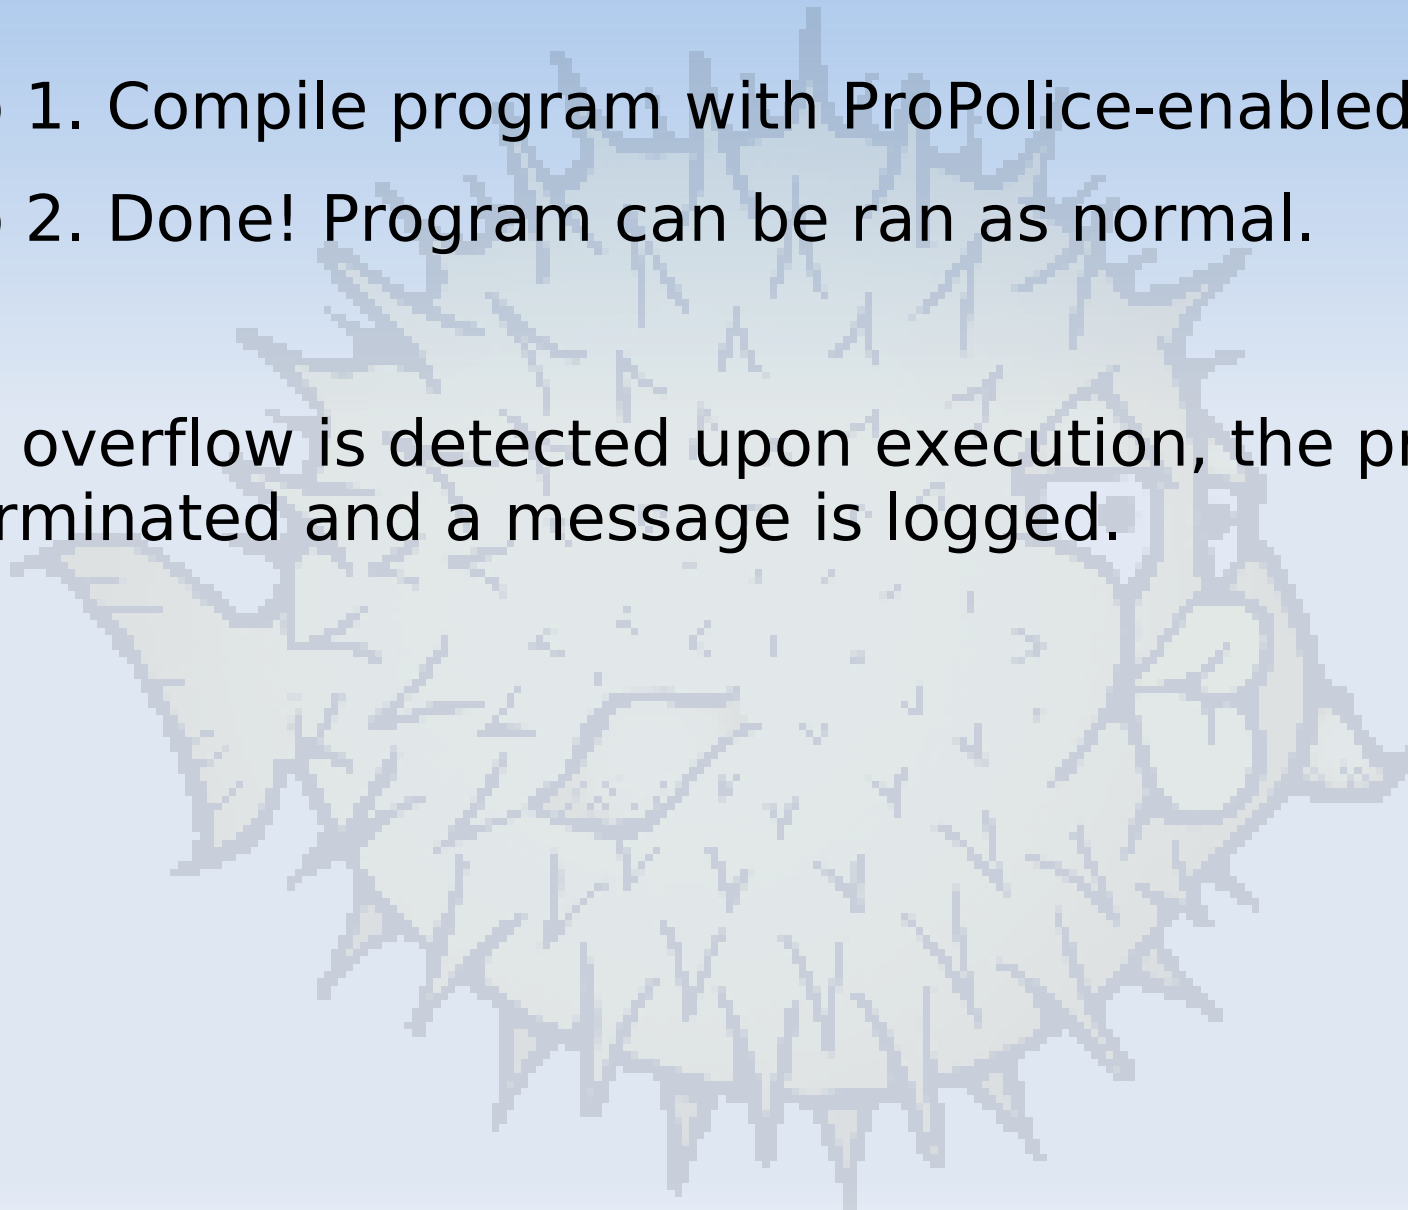 1. Compile program with ProPolice-enabled
2. Done! Program can be ran as normal.
overflow is detected upon execution, the
and a message is logged.